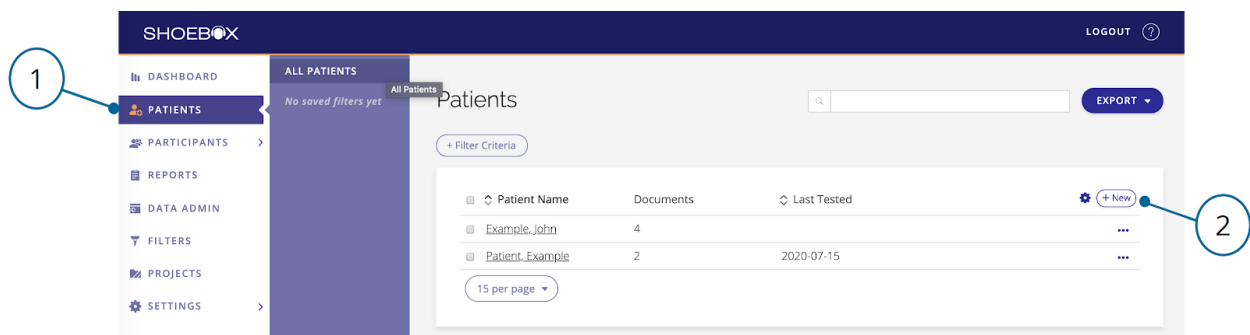 SHOEBOX
LOGOUT ?
1
DASHBOARD
PATIENTS
PARTICIPANTS
REPORTS
DATA ADMIN
FILTERS
PROJECTS
SETTINGS
ALL PATIENTS
No saved filters yet
All Patients
Patients
EXPORT
+ Filter Criteria
Patient Name Documents Last Tested + New
Example, John 4
Patient, Example 2 2020-07-15
15 per page
2